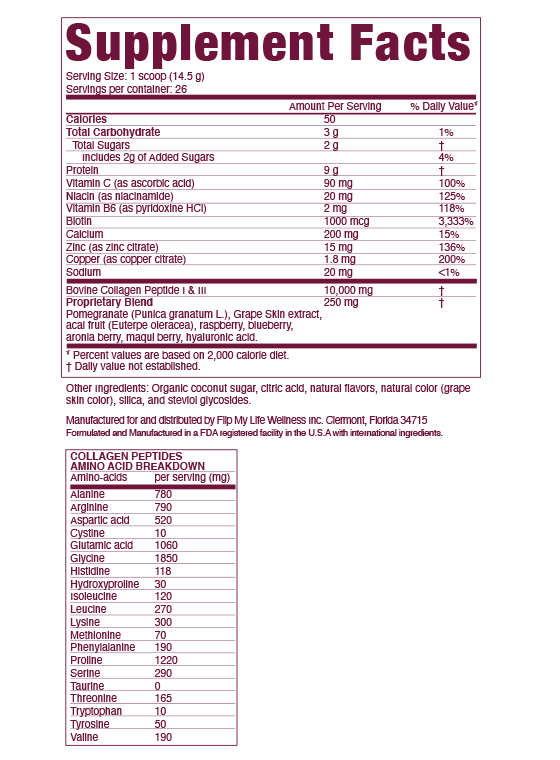 Supplement Facts
Serving Size: 1 scoop (14.5 g)
Servings per container: 26
Amount Per Serving % Daily Value*
Calories 50
Total Carbohydrate 3 g 1%
Total Sugars 2 g †
Includes 2g of Added Sugars 4%
Protein 9 g †
Vitamin C (as ascorbic acid) 90 mg 100%
Niacin (as niacinamide) 20 mg 125%
Vitamin B6 (as pyridoxine HCl) 2 mg 118%
Biotin 1000 mcg 3,333%
Calcium 200 mg 15%
Zinc (as zinc citrate) 15 mg 136%
Copper (as copper citrate) 1.8 mg 200%
Sodium 20 mg <1%
Bovine Collagen Peptide I & III 10,000 mg †
Proprietary Blend 250 mg †
Pomegranate (Punica granatum L.), Grape Skin extract,
acai fruit (Euterpe oleracea), raspberry, blueberry,
aronia berry, maqui berry, hyaluronic acid.
* Percent values are based on 2,000 calorie diet.
† Daily value not established.
Other Ingredients: Organic coconut sugar, citric acid, natural flavors, natural color (grape
skin color), silica, and steviol glycosides.
Manufactured for and distributed by Flip My Life Wellness Inc. Clermont, Florida 34715
Formulated and Manufactured in a FDA registered facility in the U.S.A with international ingredients.
COLLAGEN PEPTIDES
AMINO ACID BREAKDOWN
Amino-acids per serving (mg)
Alanine 780
Arginine 790
Aspartic acid 520
Cystine 10
Glutamic acid 1060
Glycine 1850
Histidine 118
Hydroxyproline 30
Isoleucine 120
Leucine 270
Lysine 300
Methionine 70
Phenylalanine 190
Proline 1220
Serine 290
Taurine 0
Threonine 165
Tryptophan 10
Tyrosine 50
Valine 190